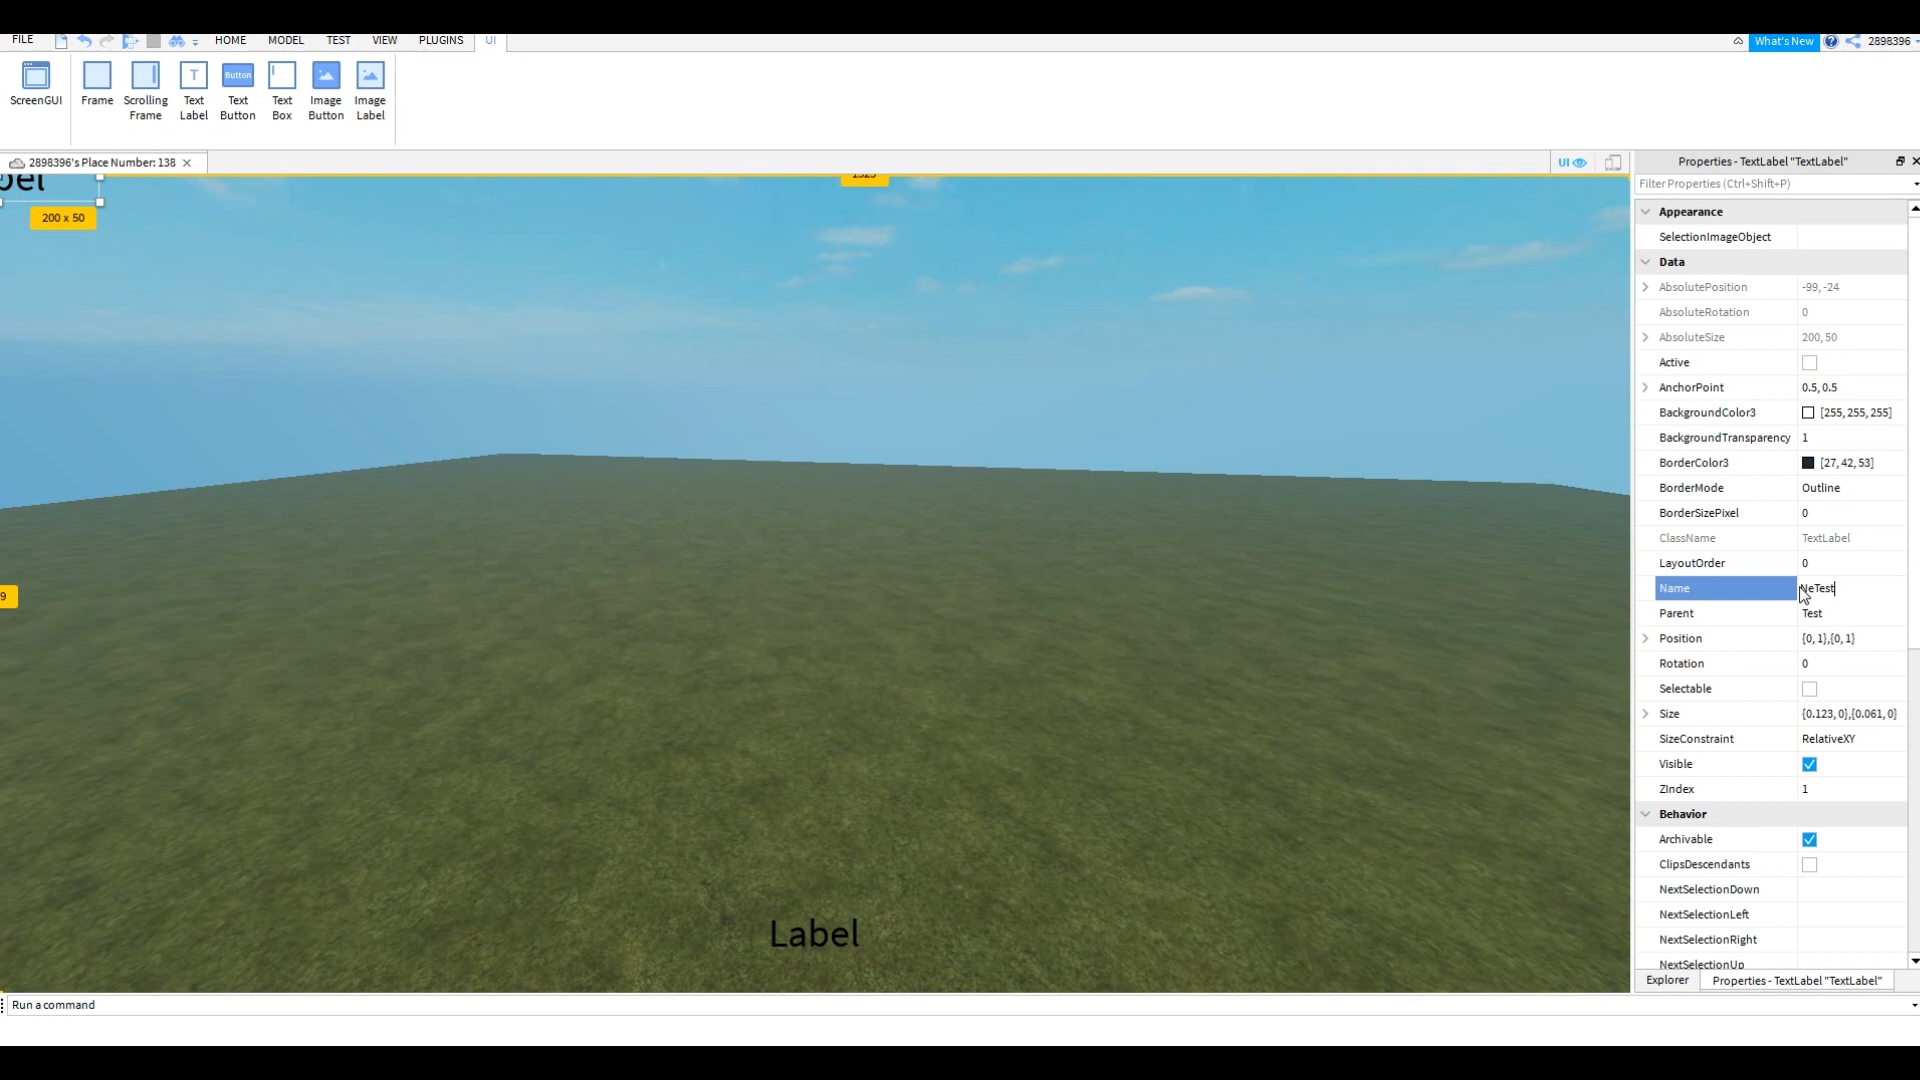 FILE HOME MODEL TEST VIEW PLUGINS UI What's New 2898396
ScreenGUI
Frame
Scrolling Frame
Text Label
Button
Text Button
Text Box
Image Button
Image Label
2898396's Place Number: 138
UI
Properties - TextLabel "TextLabel"
Filter Properties (Ctrl+Shift+P)
200 x 50
Appearance
SelectionImageObject
Data
AbsolutePosition -99, -24
AbsoluteRotation 0
AbsoluteSize 200, 50
Active
AnchorPoint 0.5, 0.5
BackgroundColor3 [255, 255, 255]
BackgroundTransparency 1
BorderColor3 [27, 42, 53]
BorderMode Outline
BorderSizePixel 0
ClassName TextLabel
LayoutOrder 0
9
Name NeTest
Parent Test
Position {0, 1},{0, 1}
Rotation 0
Selectable
Size {0.123, 0},{0.061, 0}
SizeConstraint RelativeXY
Visible
ZIndex 1
Behavior
Archivable
ClipsDescendants
NextSelectionDown
NextSelectionLeft
NextSelectionRight
NextSelectionUp
Label
Explorer Properties - TextLabel "TextLabel"
Run a command